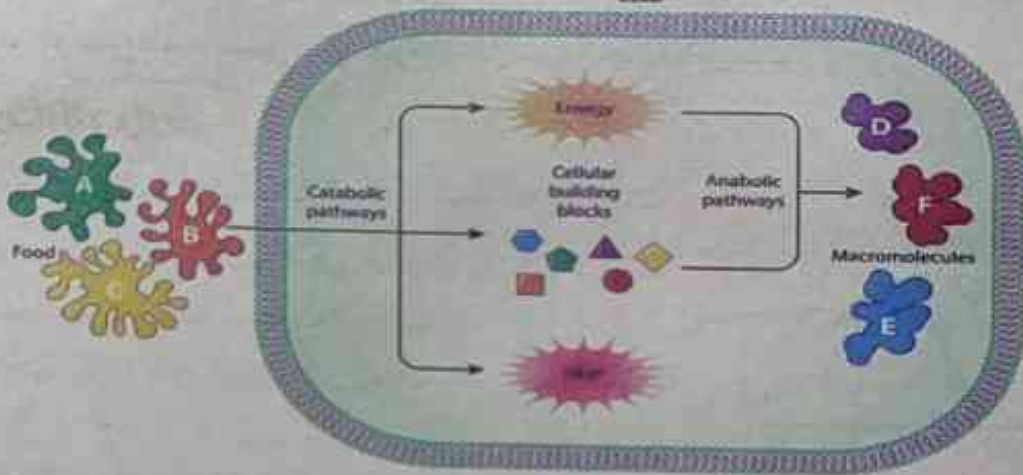 Energy
D
A
Catabolic
pathways
Cellular
building
blocks
Anabolic
pathways
F
B
Food
Macromolecules
C
E